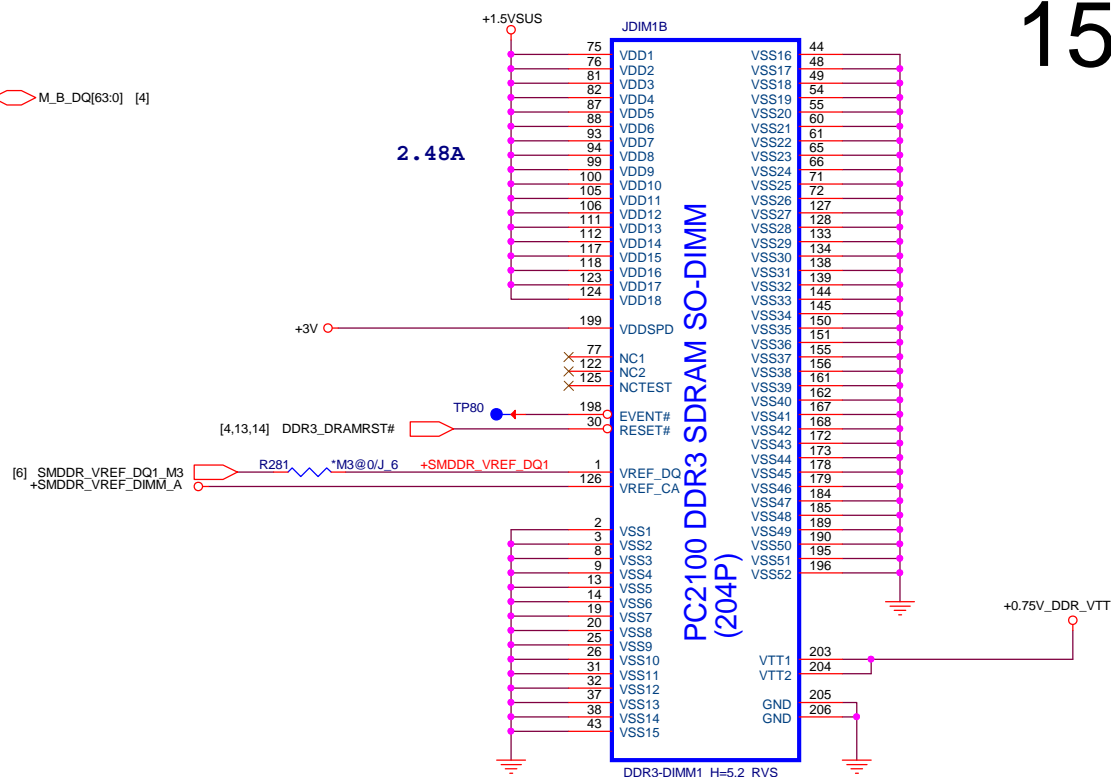 15
+1.5VSUS
JDIM1B
M_B_DQ[63:0] [4]
2.48A
75 VDD1
76 VDD2
81 VDD3
82 VDD4
87 VDD5
88 VDD6
93 VDD7
94 VDD8
99 VDD9
100 VDD10
105 VDD11
106 VDD12
111 VDD13
112 VDD14
117 VDD15
118 VDD16
123 VDD17
124 VDD18
+3V 199 VDDSPD
77 NC1
122 NC2
125 NCTEST
TP80 198 EVENT#
[4,13,14] DDR3_DRAMRST# 30 RESET#
[6] SMDDR_VREF_DQ1_M3 R281 *M3@0/J_6 +SMDDR_VREF_DQ1 1 VREF_DQ
+SMDDR_VREF_DIMM_A 126 VREF_CA
2 VSS1
3 VSS2
8 VSS3
9 VSS4
13 VSS5
14 VSS6
19 VSS7
20 VSS8
25 VSS9
26 VSS10
31 VSS11
32 VSS12
37 VSS13
38 VSS14
43 VSS15
PC2100 DDR3 SDRAM SO-DIMM
(204P)
VSS16 44
VSS17 48
VSS18 49
VSS19 54
VSS20 55
VSS21 60
VSS22 61
VSS23 65
VSS24 66
VSS25 71
VSS26 72
VSS27 127
VSS28 128
VSS29 133
VSS30 134
VSS31 138
VSS32 139
VSS33 144
VSS34 145
VSS35 150
VSS36 151
VSS37 155
VSS38 156
VSS39 161
VSS40 162
VSS41 167
VSS42 168
VSS43 172
VSS44 173
VSS45 178
VSS46 179
VSS47 184
VSS48 185
VSS49 189
VSS50 190
VSS51 195
VSS52 196
+0.75V_DDR_VTT
VTT1 203
VTT2 204
GND 205
GND 206
DDR3-DIMM1_H=5.2_RVS